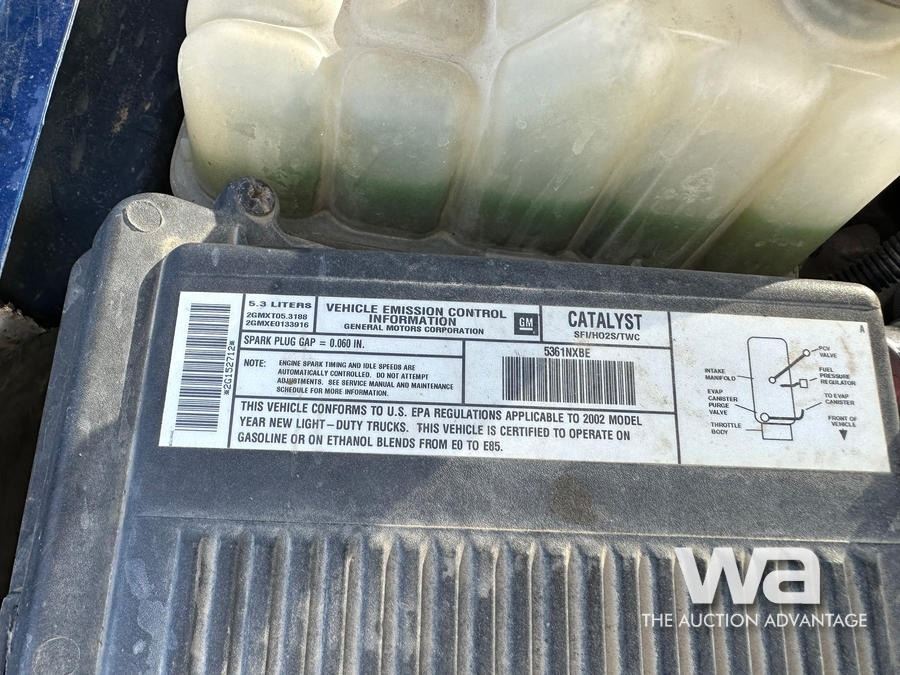 *2G152712*
5.3 LITERS
2GMXT05.3188
2GMXE0133916
VEHICLE EMISSION CONTROL
INFORMATION
GENERAL MOTORS CORPORATION
GM
CATALYST
SFI/HO2S/TWC
SPARK PLUG GAP = 0.060 IN.
NOTE: ENGINE SPARK TIMING AND IDLE SPEEDS ARE
AUTOMATICALLY CONTROLLED. DO NOT ATTEMPT
ADJUSTMENTS. SEE SERVICE MANUAL AND MAINTENANCE
SCHEDULE FOR MORE INFORMATION.
5361NXBE
THIS VEHICLE CONFORMS TO U.S. EPA REGULATIONS APPLICABLE TO 2002 MODEL
YEAR NEW LIGHT-DUTY TRUCKS. THIS VEHICLE IS CERTIFIED TO OPERATE ON
GASOLINE OR ON ETHANOL BLENDS FROM E0 TO E85.
A
PCV
VALVE
INTAKE
MANIFOLD
FUEL
PRESSURE
REGULATOR
EVAP
CANISTER
PURGE
VALVE
TO EVAP
CANISTER
THROTTLE
BODY
FRONT OF
VEHICLE
wa
THE AUCTION ADVANTAGE